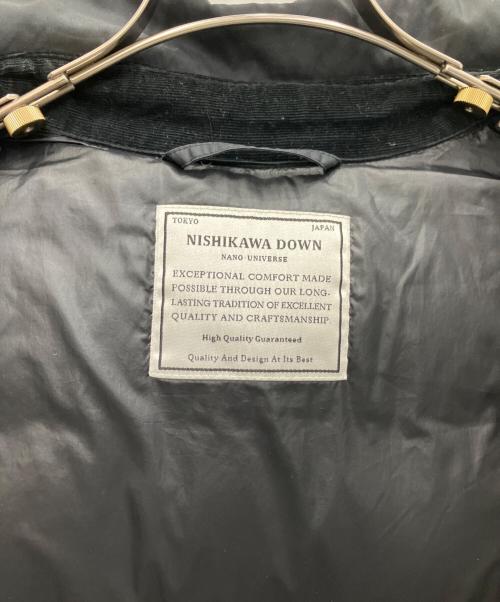 TOKYO
JAPAN
NISHIKAWA DOWN
NANO·UNIVERSE
EXCEPTIONAL COMFORT MADE
POSSIBLE THROUGH OUR LONG-
LASTING TRADITION OF EXCELLENT
QUALITY AND CRAFTSMANSHIP.
High Quality Guaranteed
Quality And Design At Its Best